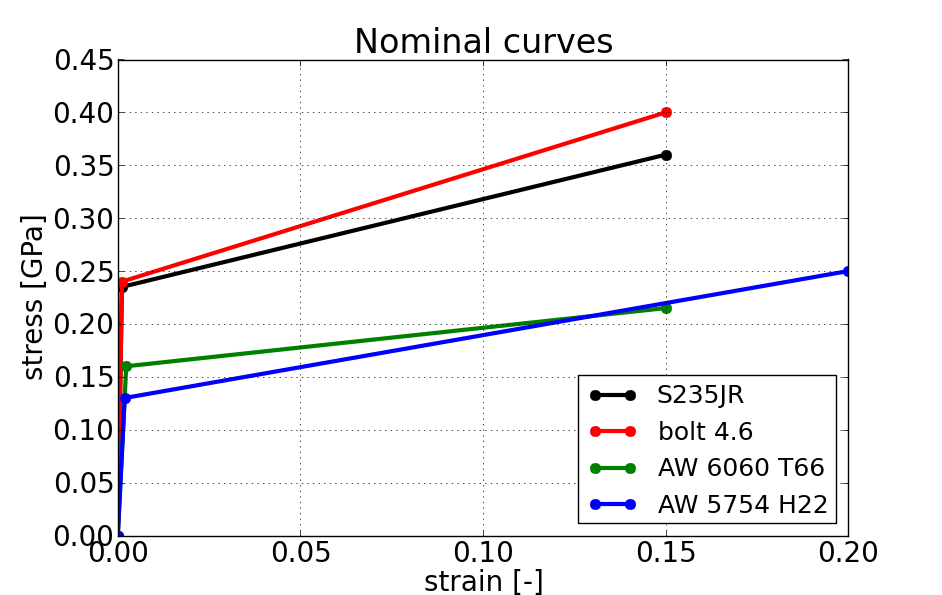 Nominal curves
0.45
0.40
0.35
0.30
0.25
0.20
0.15
0.10
0.05
0.00
stress [GPa]
S235JR
bolt 4.6
AW 6060 T66
AW 5754 H22
0.00 0.05 0.10 0.15 0.20
strain [-]